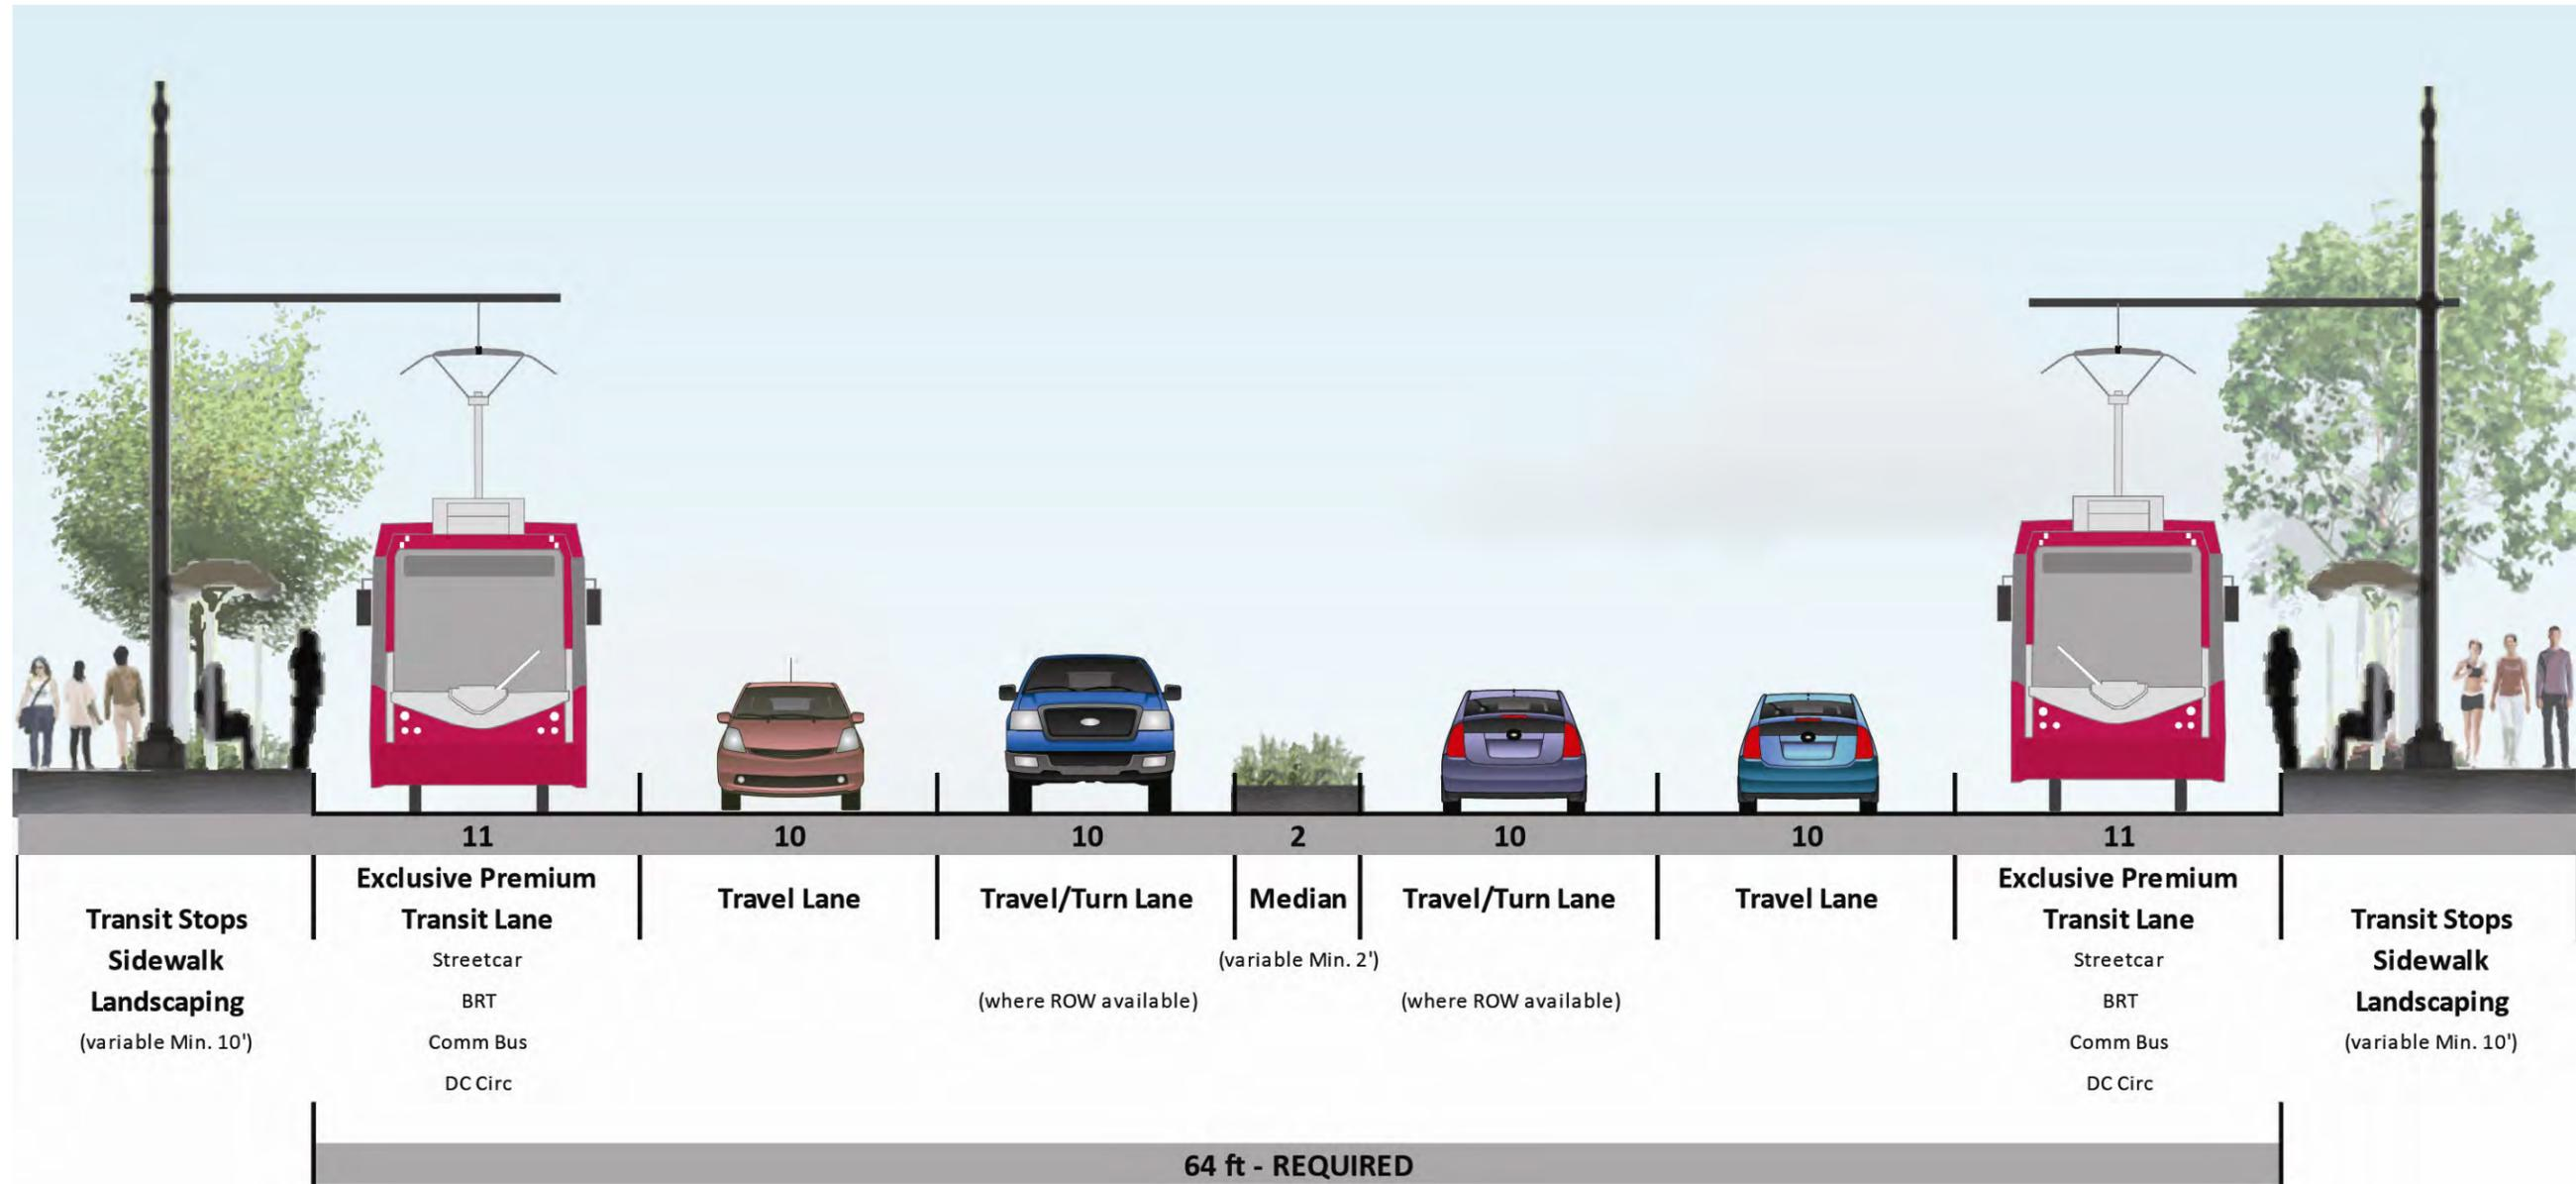 11
10
10
2
10
10
11
Transit Stops
Sidewalk
Landscaping
(variable Min. 10')
Exclusive Premium
Transit Lane
Streetcar
BRT
Comm Bus
DC Circ
Travel Lane
Travel/Turn Lane
(where ROW available)
Median
(variable Min. 2')
Travel/Turn Lane
(where ROW available)
Travel Lane
Exclusive Premium
Transit Lane
Streetcar
BRT
Comm Bus
DC Circ
Transit Stops
Sidewalk
Landscaping
(variable Min. 10')
64 ft - REQUIRED